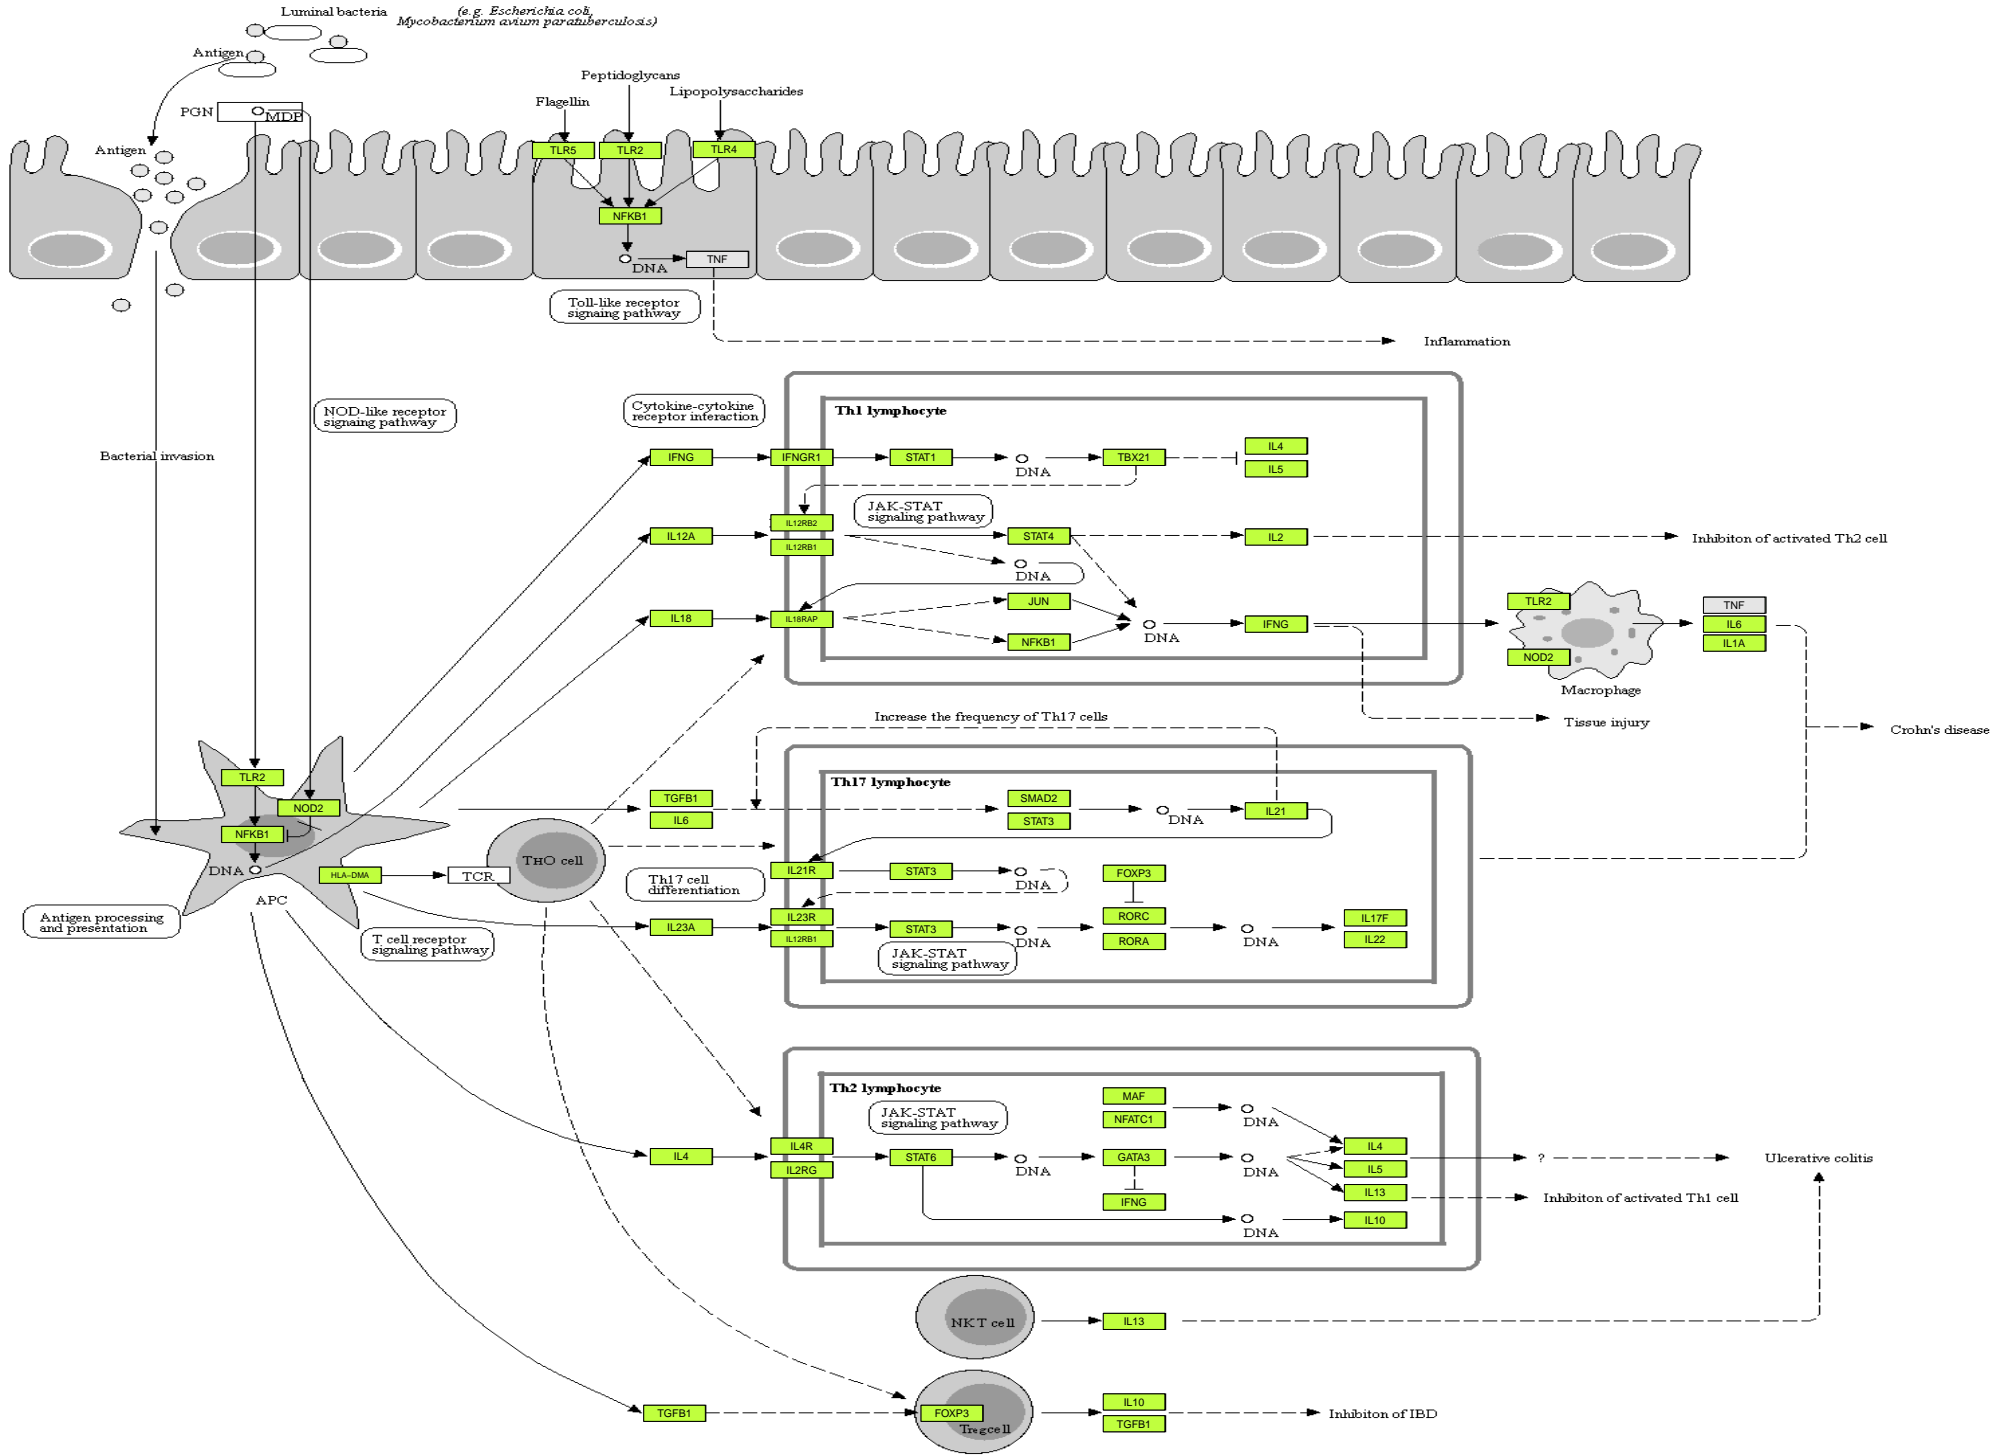 Luminal bacteria
(e.g. Escherichia coli,
Mycobacterium avium paratuberculosis)
Antigen
PGN
MDP
Antigen
Flagellin
Peptidoglycans
Lipopolysaccharides
TLR5
TLR2
TLR4
NFKB1
DNA
TNF
Toll-like receptor
signaing pathway
Inflammation
NOD-like receptor
signaing pathway
Cytokine-cytokine
receptor inferaction
Bacterial invasion
Th1 lymphocyte
IFNG
IFNGR1
STAT1
DNA
TBX21
IL4
IL5
JAK-STAT
signaling pathway
IL12A
IL12RB2
IL12RB1
STAT4
DNA
IL2
Inhibiton of activated Th2 cell
IL18
IL18RAP
JUN
NFKB1
DNA
IFNG
TLR2
NOD2
Macrophage
TNF
IL6
IL1A
Tissue injury
Crohn's disease
Increase the frequency of Th17 cells
Th17 lymphocyte
TLR2
NOD2
NFKB1
DNA
HLA-DMA
APC
Antigen processing
and presentation
TCR
THO cell
T cell receptor
signaling pathway
TGFB1
IL6
SMAD2
STAT3
DNA
IL21
Th17 cell
differentiation
IL21R
STAT3
DNA
FOXP3
IL23A
IL23R
IL12RB1
STAT3
DNA
RORC
RORA
DNA
IL17F
IL22
JAK-STAT
signaling pathway
Th2 lymphocyte
JAK-STAT
signaling pathway
MAF
NFATC1
DNA
IL4
IL4R
IL2RG
STAT6
DNA
GATA3
DNA
IFNG
IL4
IL5
IL13
IL10
DNA
?
Ulcerative colitis
Inhibiton of activated Th1 cell
NKT cell
IL13
TGFB1
FOXP3
Treg cell
IL10
TGFB1
Inhibiton of IBD